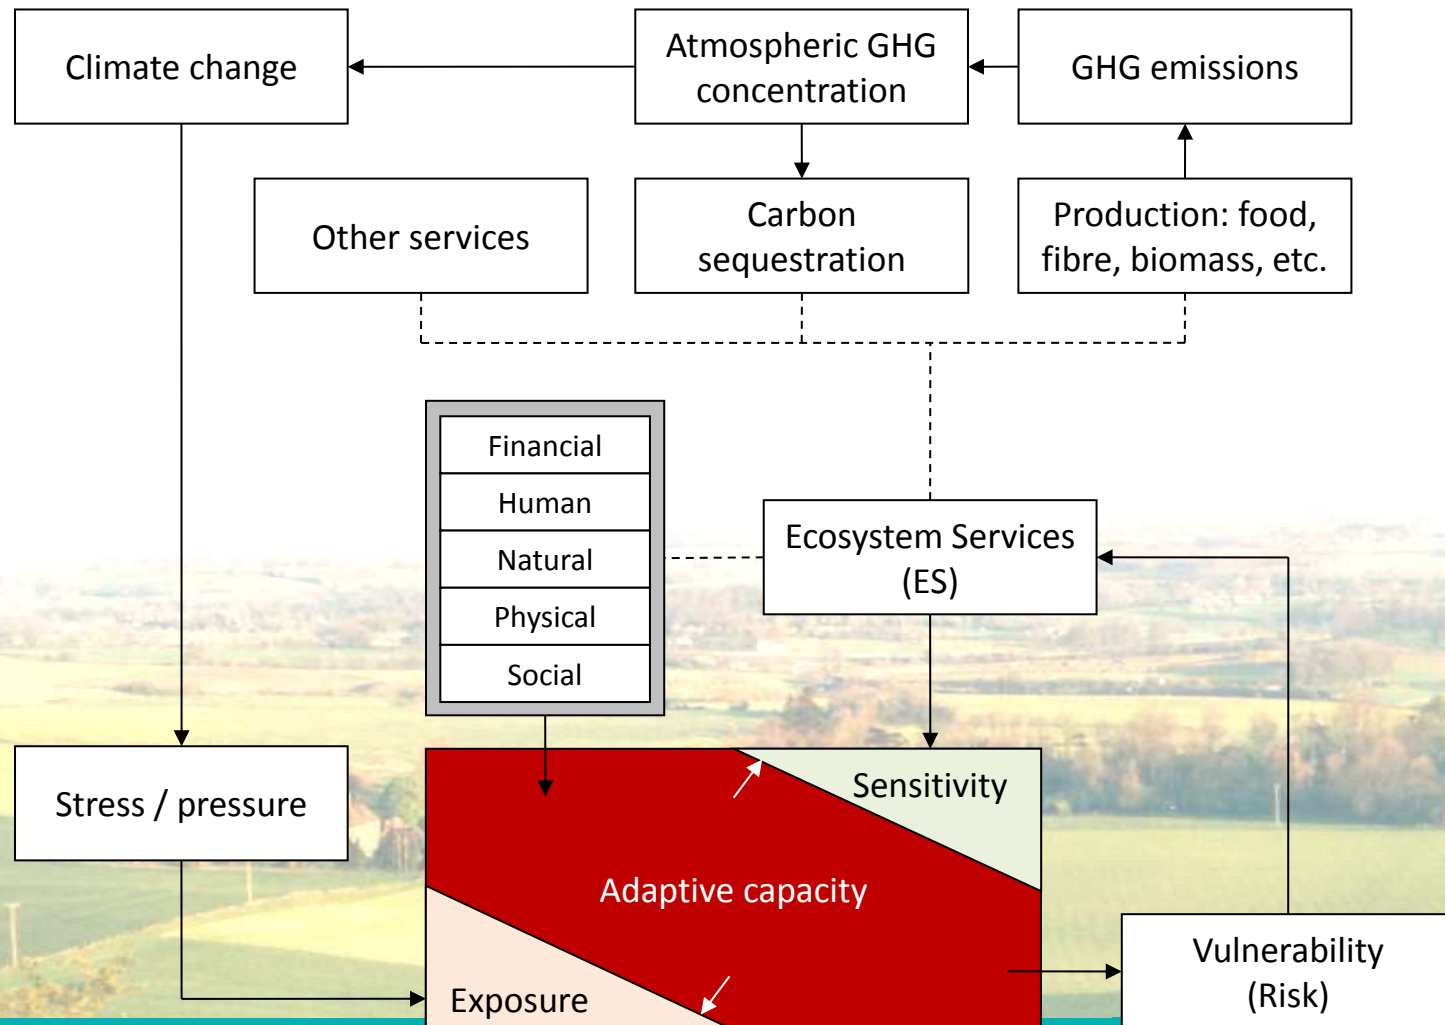 Climate change
Atmospheric GHG
concentration
GHG emissions
Other services
Carbon
sequestration
Production: food,
fibre, biomass, etc.
Financial
Human
Natural
Physical
Social
Ecosystem Services
(ES)
Stress / pressure
Sensitivity
Adaptive capacity
Exposure
Vulnerability
(Risk)